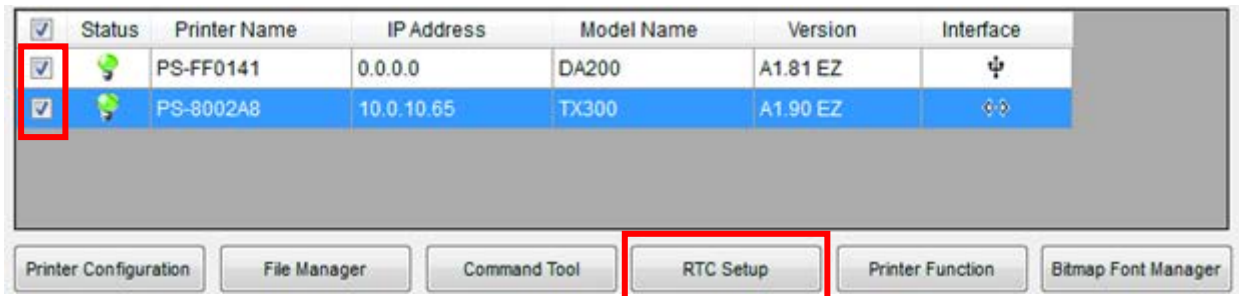 Status Printer Name IP Address Model Name Version Interface
PS-FF0141 0.0.0.0 DA200 A1.81 EZ
PS-8002A8 10.0.10.65 TX300 A1.90 EZ
Printer Configuration File Manager Command Tool RTC Setup Printer Function Bitmap Font Manager